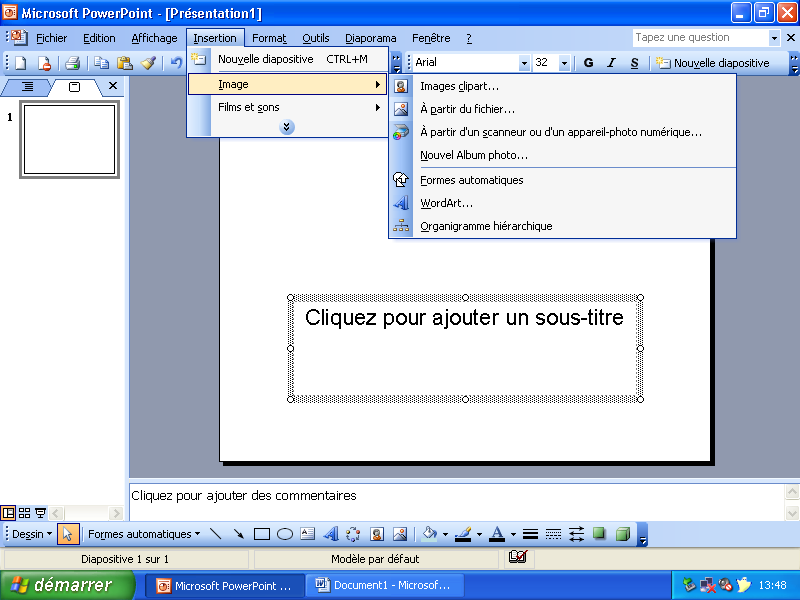 Microsoft PowerPoint - [Présentation1]
Fichier Edition Affichage Insertion Format Outils Diaporama Fenêtre ? Tapez une question
Nouvelle diapositive CTRL+M
Arial 32 G I S Nouvelle diapositive
Image
Films et sons
Images clipart...
À partir du fichier...
À partir d'un scanneur ou d'un appareil-photo numérique...
Nouvel Album photo...
Formes automatiques
WordArt...
Organigramme hiérarchique
1
Cliquez pour ajouter un sous-titre
Cliquez pour ajouter des commentaires
Dessin Formes automatiques
Diapositive 1 sur 1 Modèle par défaut
démarrer Microsoft PowerPoint ... Document1 - Microsof... 13:48